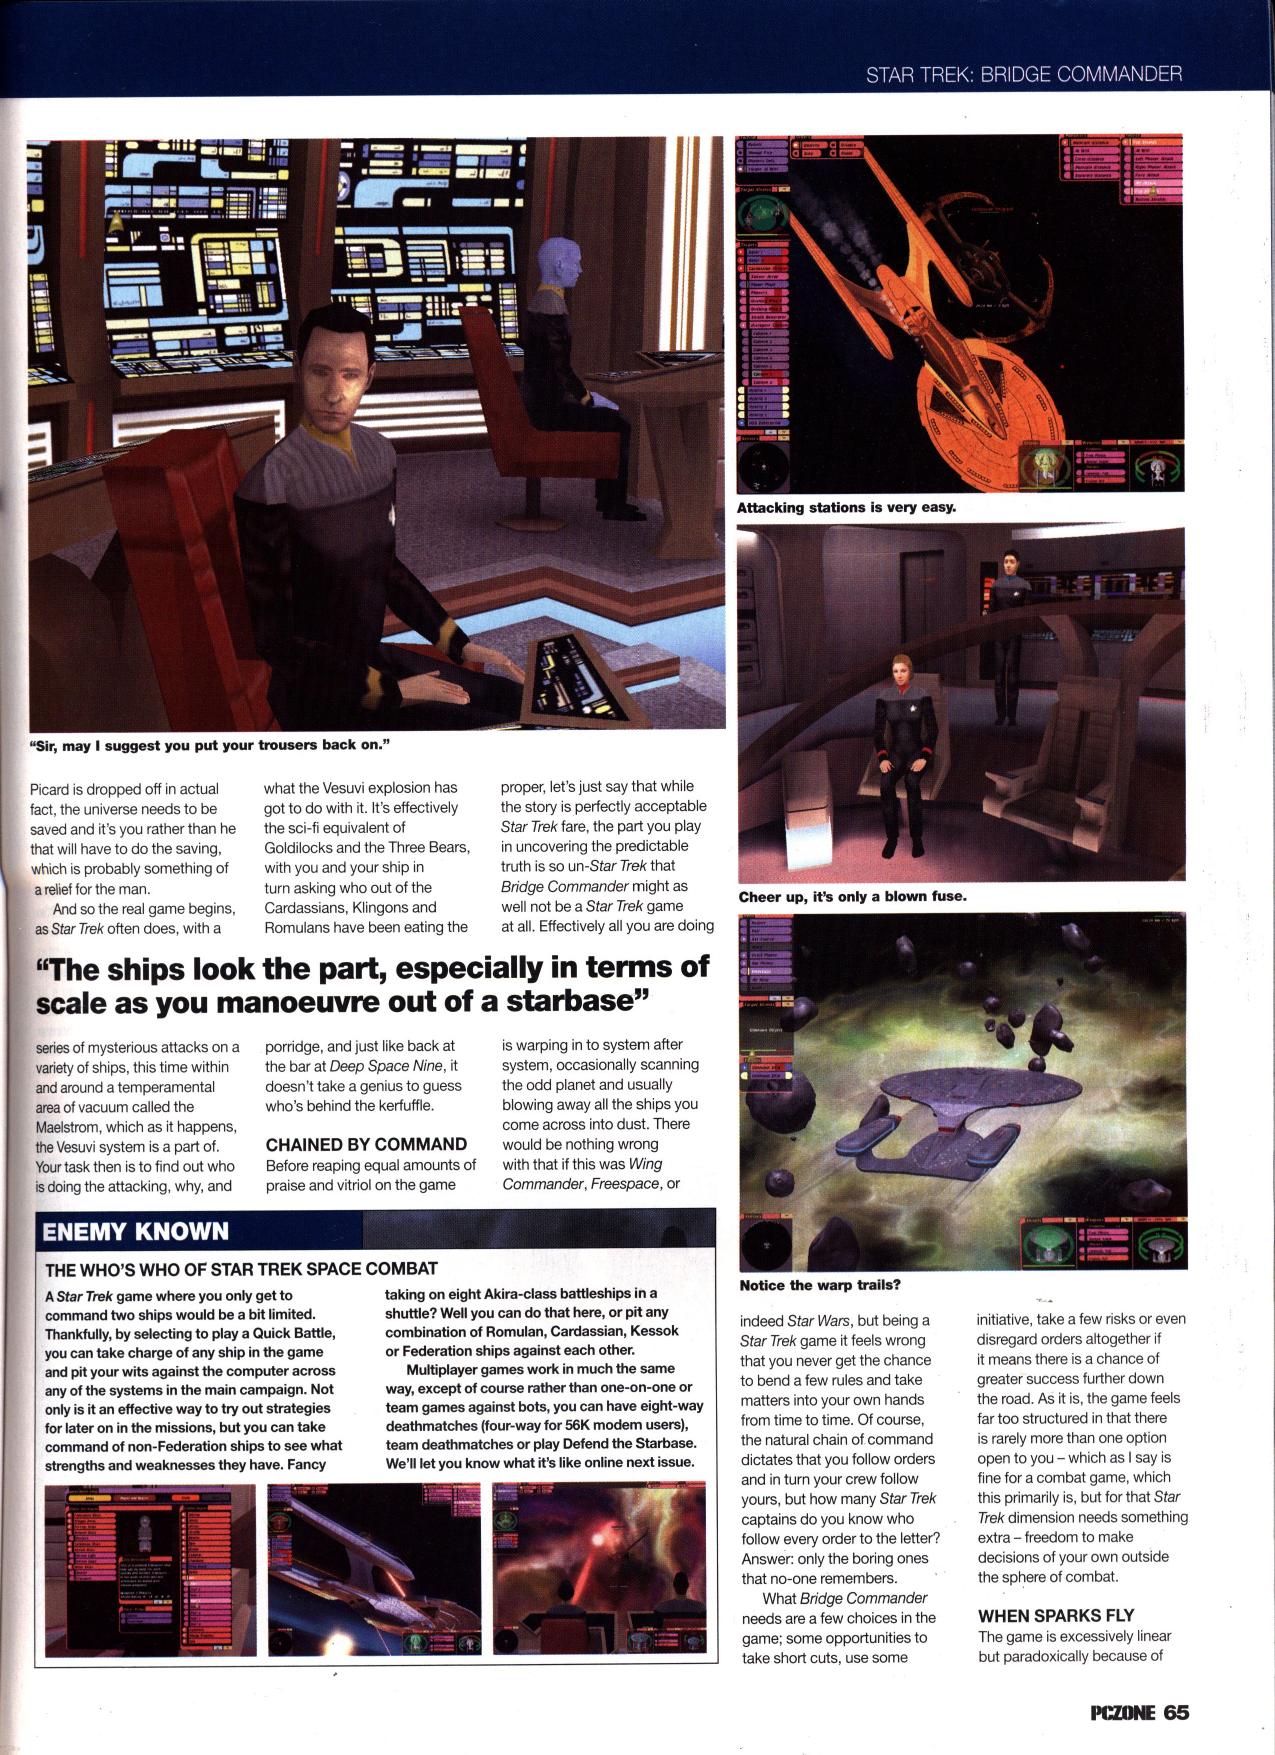 STAR TREK: BRIDGE COMMANDER
"Sir, may I suggest you put your trousers back on."
Picard is dropped off in actual
fact, the universe needs to be
saved and it's you rather than he
that will have to do the saving,
which is probably something of
a relief for the man.
And so the real game begins,
as Star Trek often does, with a
"The ships look the part, especially in terms of
scale as you manoeuvre out of a starbase"
series of mysterious attacks on a
variety of ships, this time within
and around a temperamental
area of vacuum called the
Maelstrom, which as it happens,
the Vesuvi system is a part of.
Your task then is to find out who
is doing the attacking, why, and
what the Vesuvi explosion has
got to do with it. It's effectively
the sci-fi equivalent of
Goldilocks and the Three Bears,
with you and your ship in
turn asking who out of the
Cardassians, Klingons and
Romulans have been eating the
porridge, and just like back at
the bar at Deep Space Nine, it
doesn't take a genius to guess
who's behind the kerfuffle.
CHAINED BY COMMAND
Before reaping equal amounts of
praise and vitriol on the game
proper, let's just say that while
the story is perfectly acceptable
Star Trek fare, the part you play
in uncovering the predictable
truth is so un-Star Trek that
Bridge Commander might as
well not be a Star Trek game
at all. Effectively all you are doing
is warping in to system after
system, occasionally scanning
the odd planet and usually
blowing away all the ships you
come across into dust. There
would be nothing wrong
with that if this was Wing
Commander, Freespace, or
Attacking stations is very easy.
Cheer up, it's only a blown fuse.
Notice the warp trails?
indeed Star Wars, but being a
Star Trek game it feels wrong
that you never get the chance
to bend a few rules and take
matters into your own hands
from time to time. Of course,
the natural chain of command
dictates that you follow orders
and in turn your crew follow
yours, but how many Star Trek
captains do you know who
follow every order to the letter?
Answer: only the boring ones
that no-one remembers.
What Bridge Commander
needs are a few choices in the
game; some opportunities to
take short cuts, use some
initiative, take a few risks or even
disregard orders altogether if
it means there is a chance of
greater success further down
the road. As it is, the game feels
far too structured in that there
is rarely more than one option
open to you – which as I say is
fine for a combat game, which
this primarily is, but for that Star
Trek dimension needs something
extra – freedom to make
decisions of your own outside
the sphere of combat.
WHEN SPARKS FLY
The game is excessively linear
but paradoxically because of
ENEMY KNOWN
THE WHO'S WHO OF STAR TREK SPACE COMBAT
A Star Trek game where you only get to
command two ships would be a bit limited.
Thankfully, by selecting to play a Quick Battle,
you can take charge of any ship in the game
and pit your wits against the computer across
any of the systems in the main campaign. Not
only is it an effective way to try out strategies
for later on in the missions, but you can take
command of non-Federation ships to see what
strengths and weaknesses they have. Fancy
taking on eight Akira-class battleships in a
shuttle? Well you can do that here, or pit any
combination of Romulan, Cardassian, Kessok
or Federation ships against each other.
Multiplayer games work in much the same
way, except of course rather than one-on-one or
team games against bots, you can have eight-way
deathmatches (four-way for 56K modem users),
team deathmatches or play Defend the Starbase.
We'll let you know what it's like online next issue.
PCZONE 65